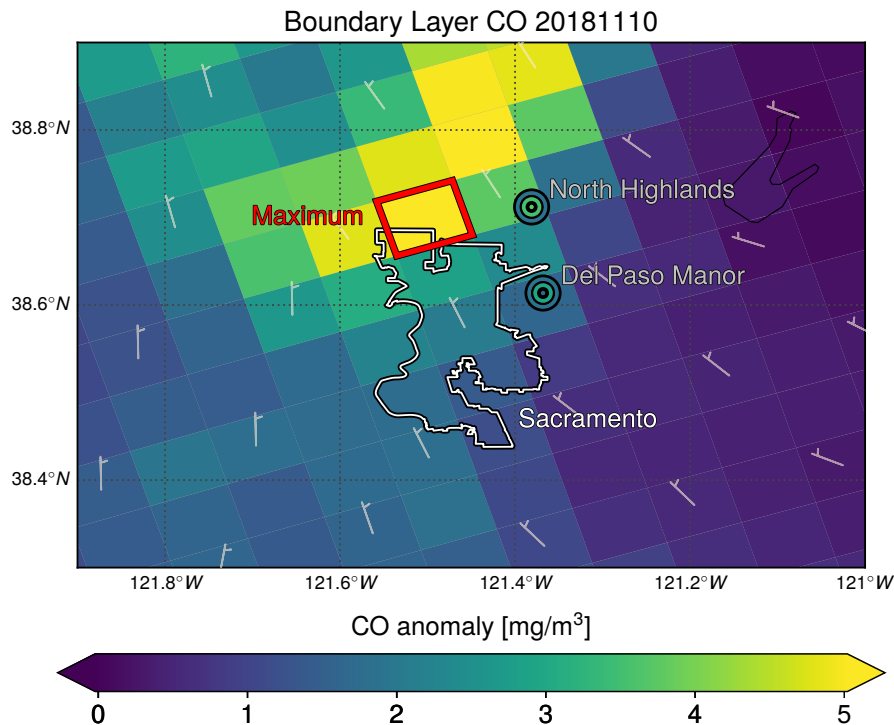 Boundary Layer CO 20181110
38.8°N
North Highlands
Maximum
Del Paso Manor
38.6°N
Sacramento
38.4°N
121.8°W 121.6°W 121.4°W 121.2°W 121°W
CO anomaly [mg/m³]
0 1 2 3 4 5